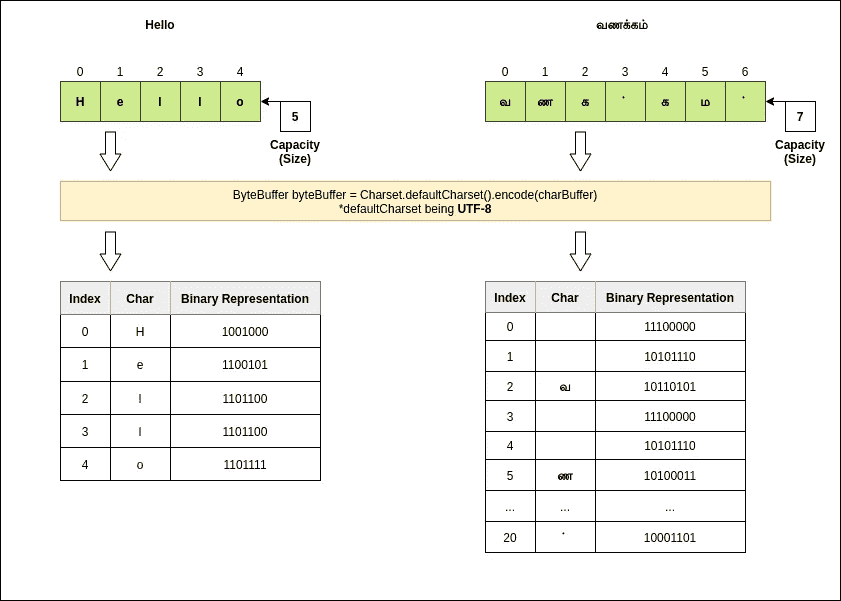 Hello
வணக்கம்
0 1 2 3 4
0 1 2 3 4 5 6
H e l l o
5
வ ண க ் க ம ்
7
Capacity
(Size)
Capacity
(Size)
ByteBuffer byteBuffer = Charset.defaultCharset().encode(charBuffer)
*defaultCharset being UTF-8
Index Char Binary Representation
0 H 1001000
1 e 1100101
2 l 1101100
3 l 1101100
4 o 1101111
Index Char Binary Representation
0 11100000
1 10101110
2 வ 10110101
3 11100000
4 10101110
5 ண 10100011
... ... ...
20 ் 10001101